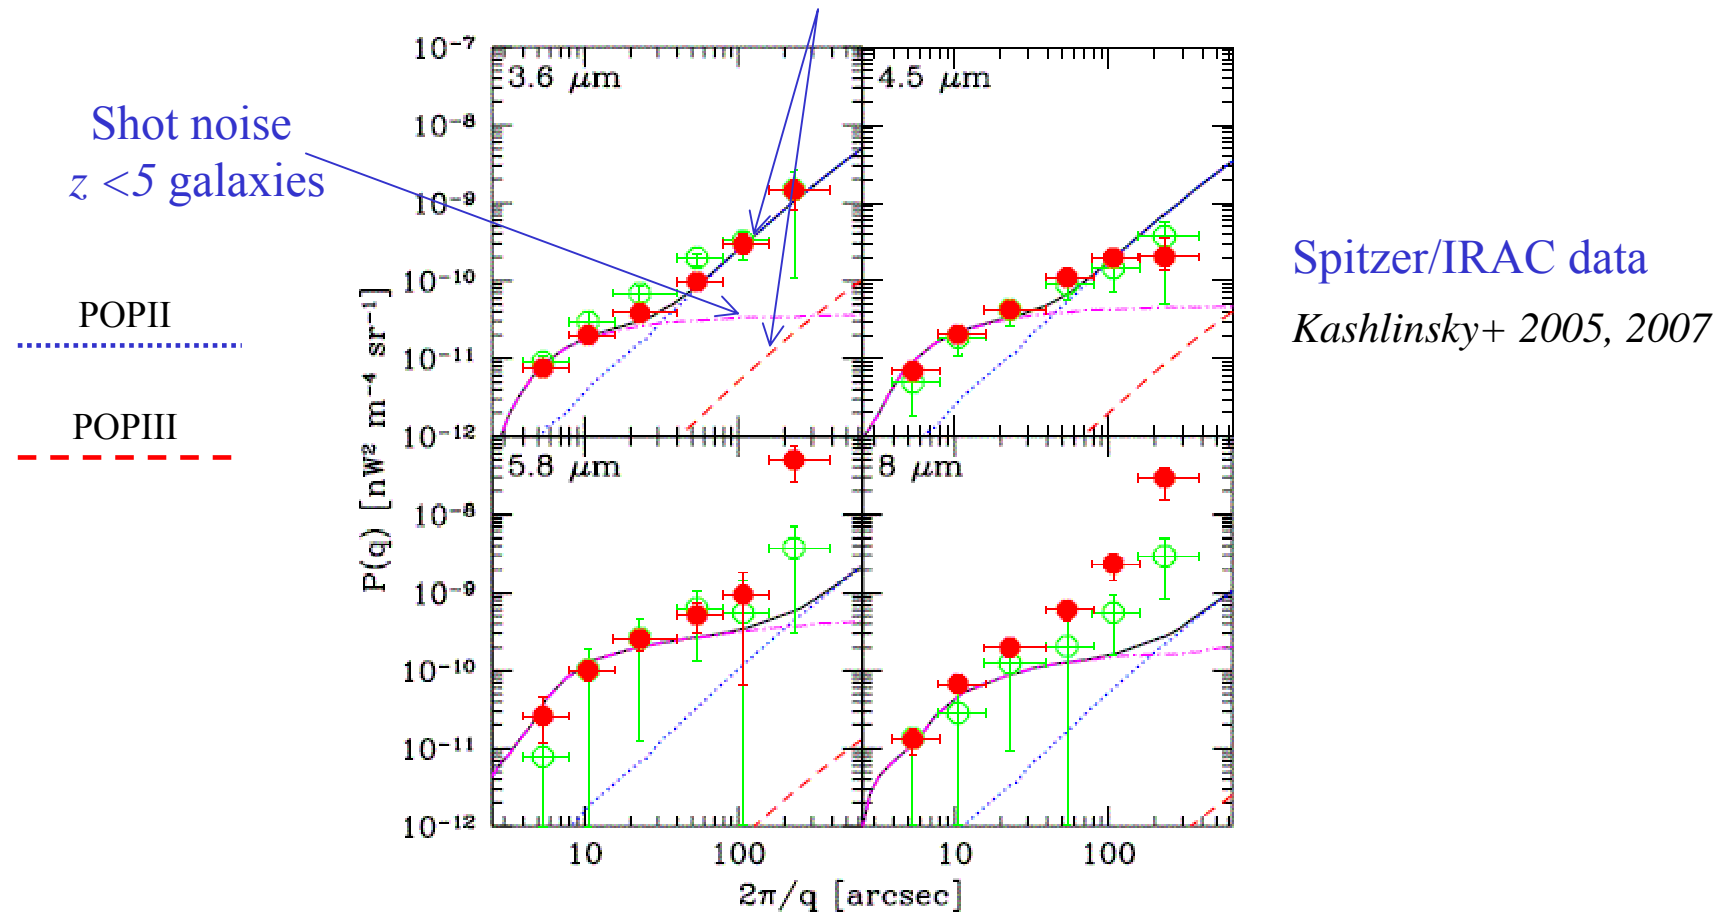 Shot noise
z <5 galaxies
POPII
POPIII
P(q) [nW² m⁻⁴ sr⁻¹]
10⁻⁷
10⁻⁸
10⁻⁹
10⁻¹⁰
10⁻¹¹
10⁻¹²
3.6 μm
4.5 μm
10⁻⁸
10⁻⁹
10⁻¹⁰
10⁻¹¹
10⁻¹²
5.8 μm
8 μm
10
100
10
100
2π/q [arcsec]
Spitzer/IRAC data
Kashlinsky+ 2005, 2007